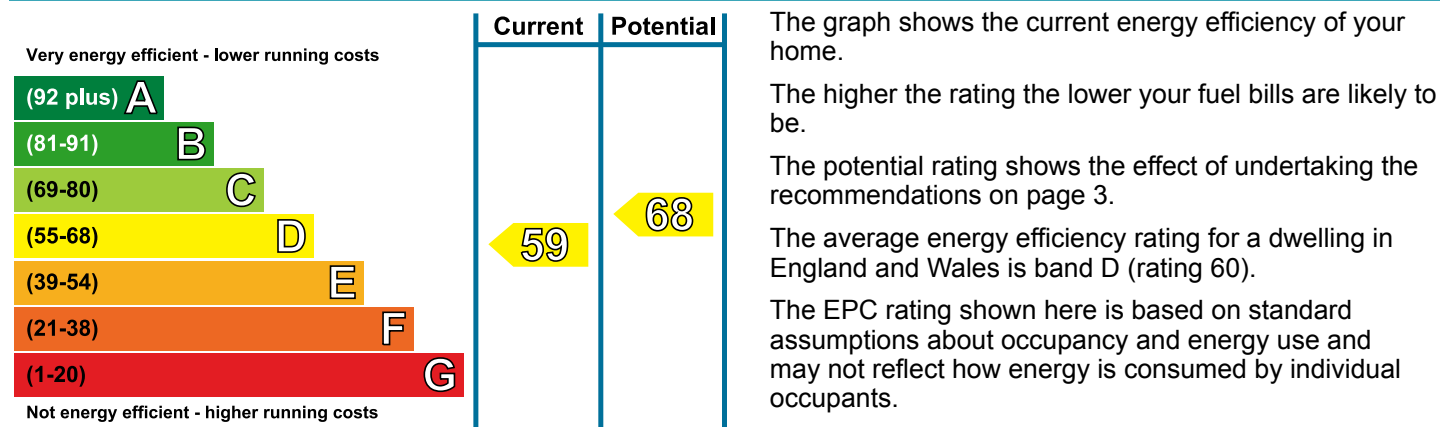 Current Potential
Very energy efficient - lower running costs
(92 plus) A
(81-91) B
(69-80) C
(55-68) D
(39-54) E
(21-38) F
(1-20) G
Not energy efficient - higher running costs
59
68
The graph shows the current energy efficiency of your
home.
The higher the rating the lower your fuel bills are likely to
be.
The potential rating shows the effect of undertaking the
recommendations on page 3.
The average energy efficiency rating for a dwelling in
England and Wales is band D (rating 60).
The EPC rating shown here is based on standard
assumptions about occupancy and energy use and
may not reflect how energy is consumed by individual
occupants.